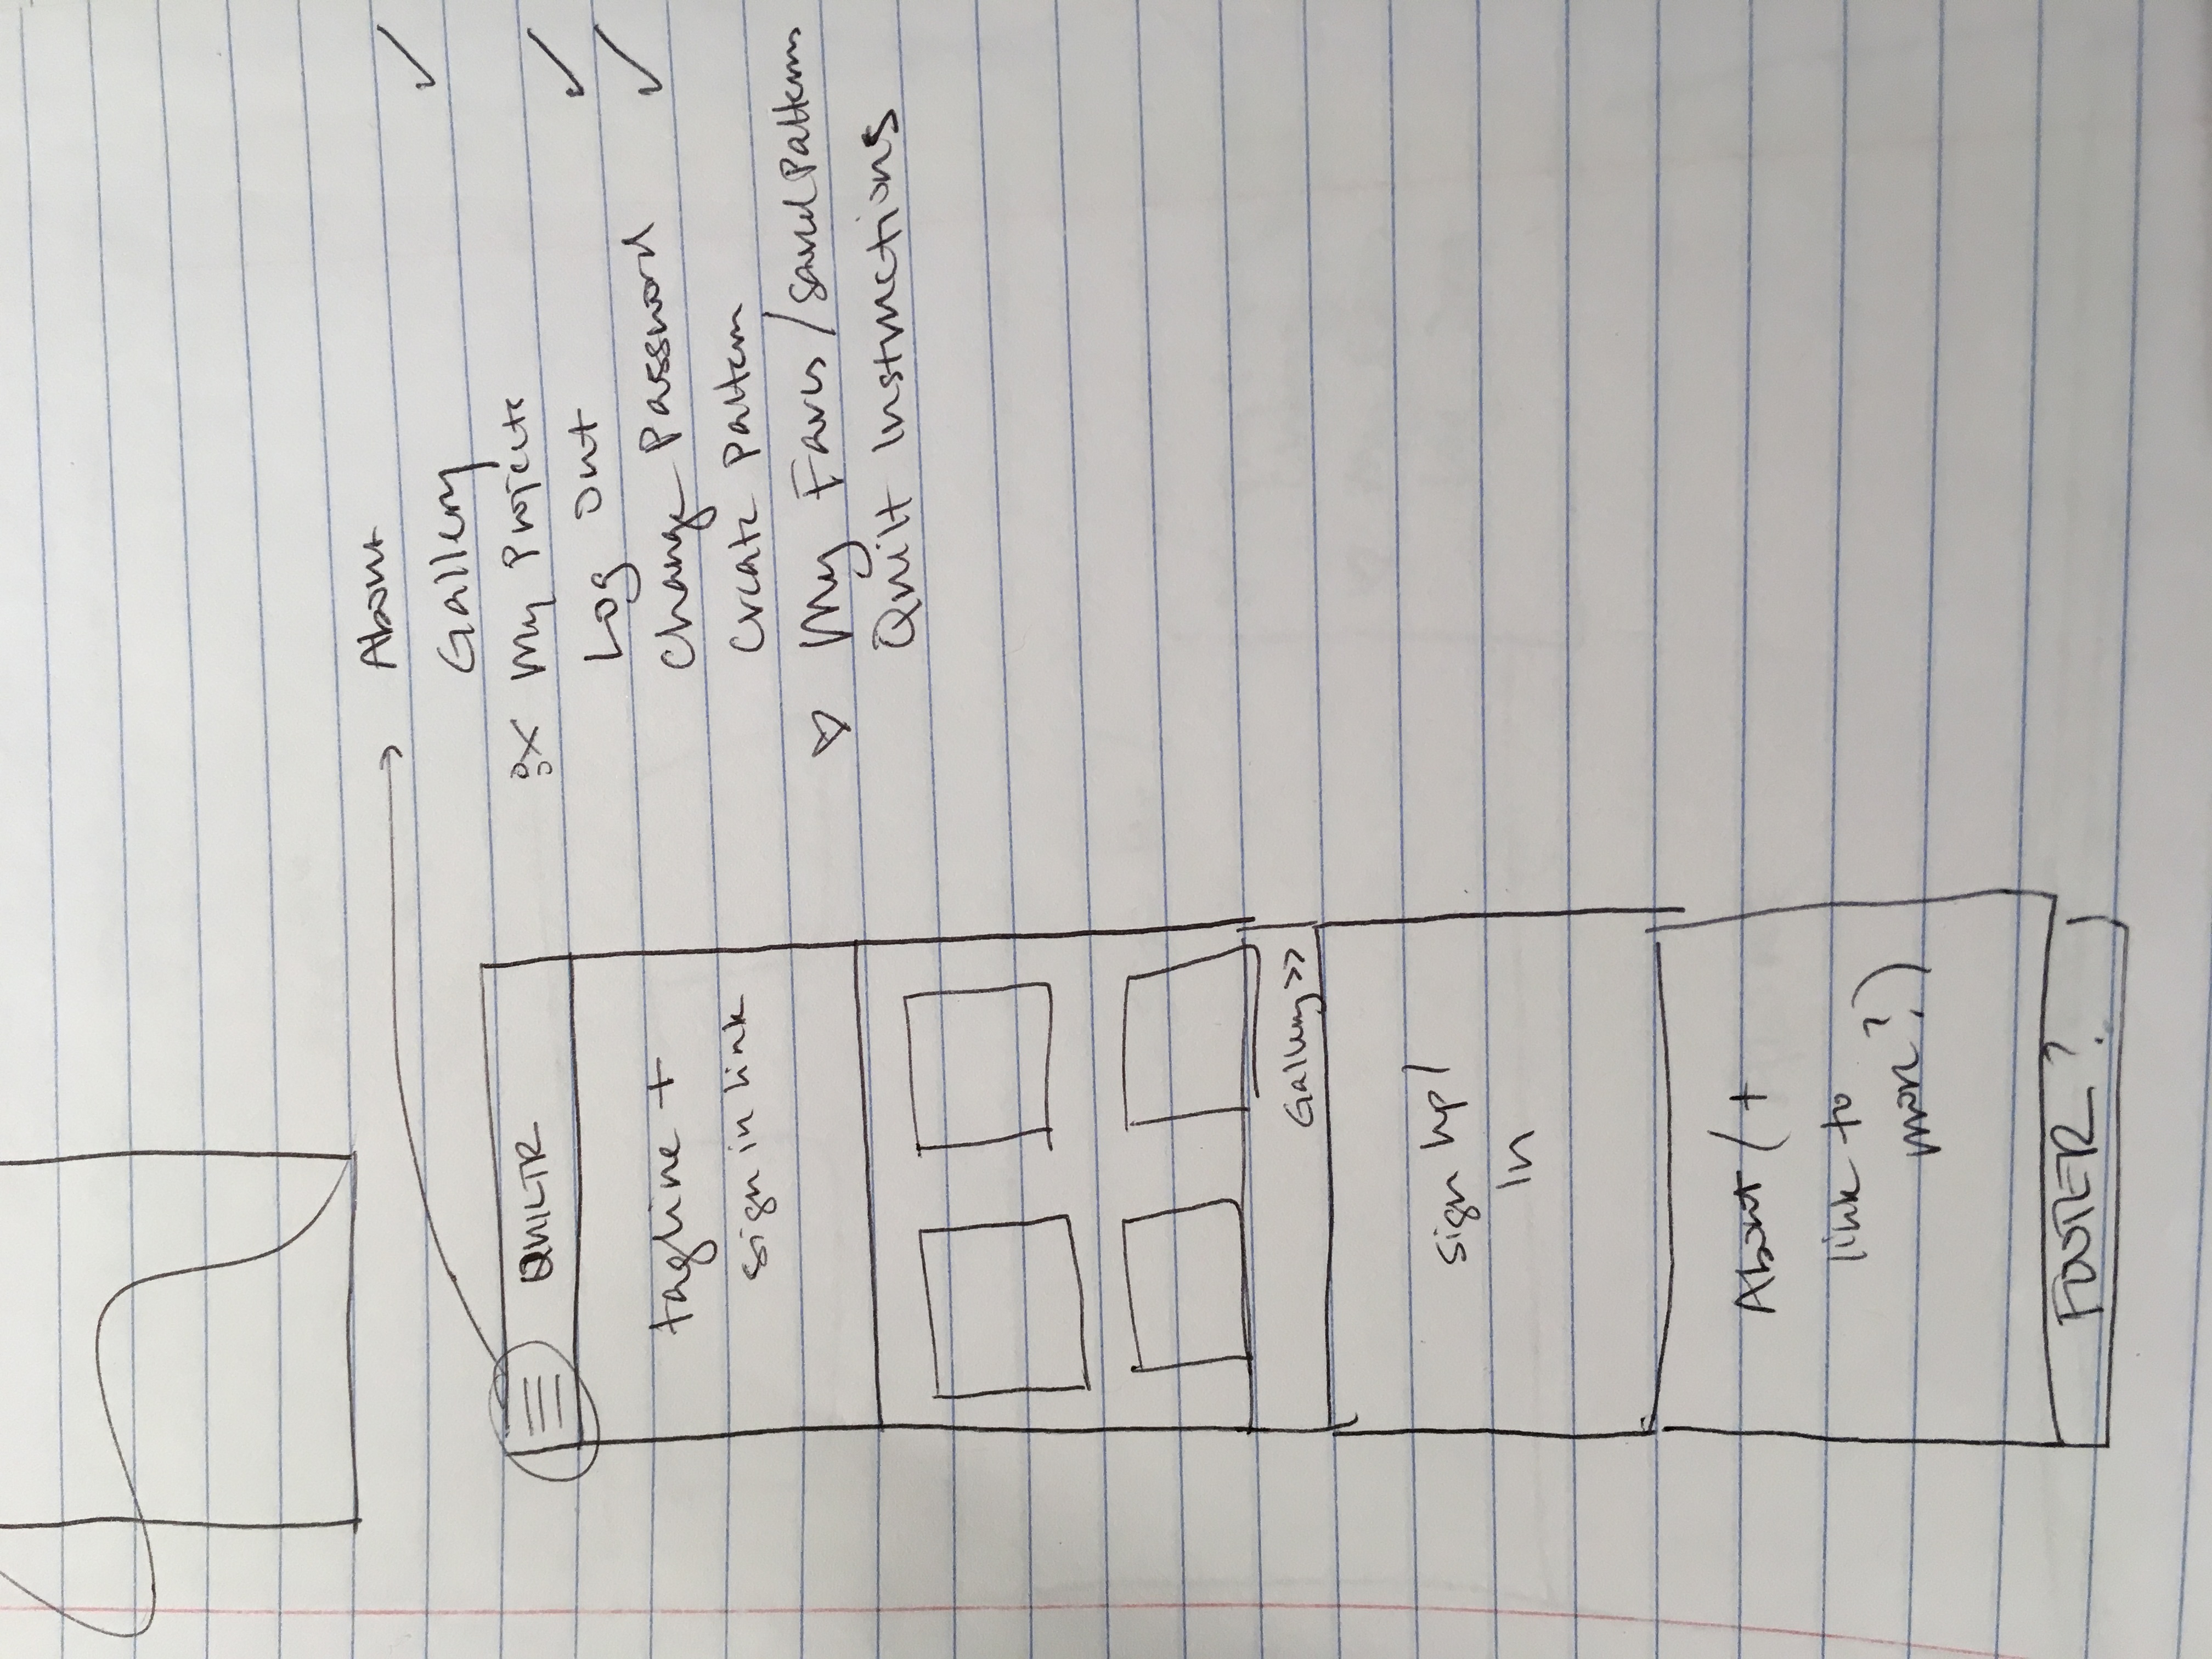 About
Gallery
My Projects
Log Out
Change Password
Create Pattern
My Faves / Saved Patterns
Quilt Instructions
QUILTR
tagline +
sign in link
Gallery >>
Sign up /
In
About (+
link to
more?)
FOOTER?